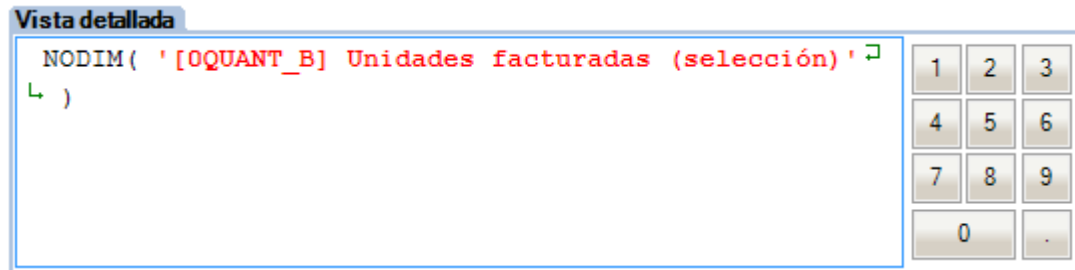 Vista detallada
NODIM( '[0QUANT_B] Unidades facturadas (selección)'
)
1 2 3
4 5 6
7 8 9
0 .